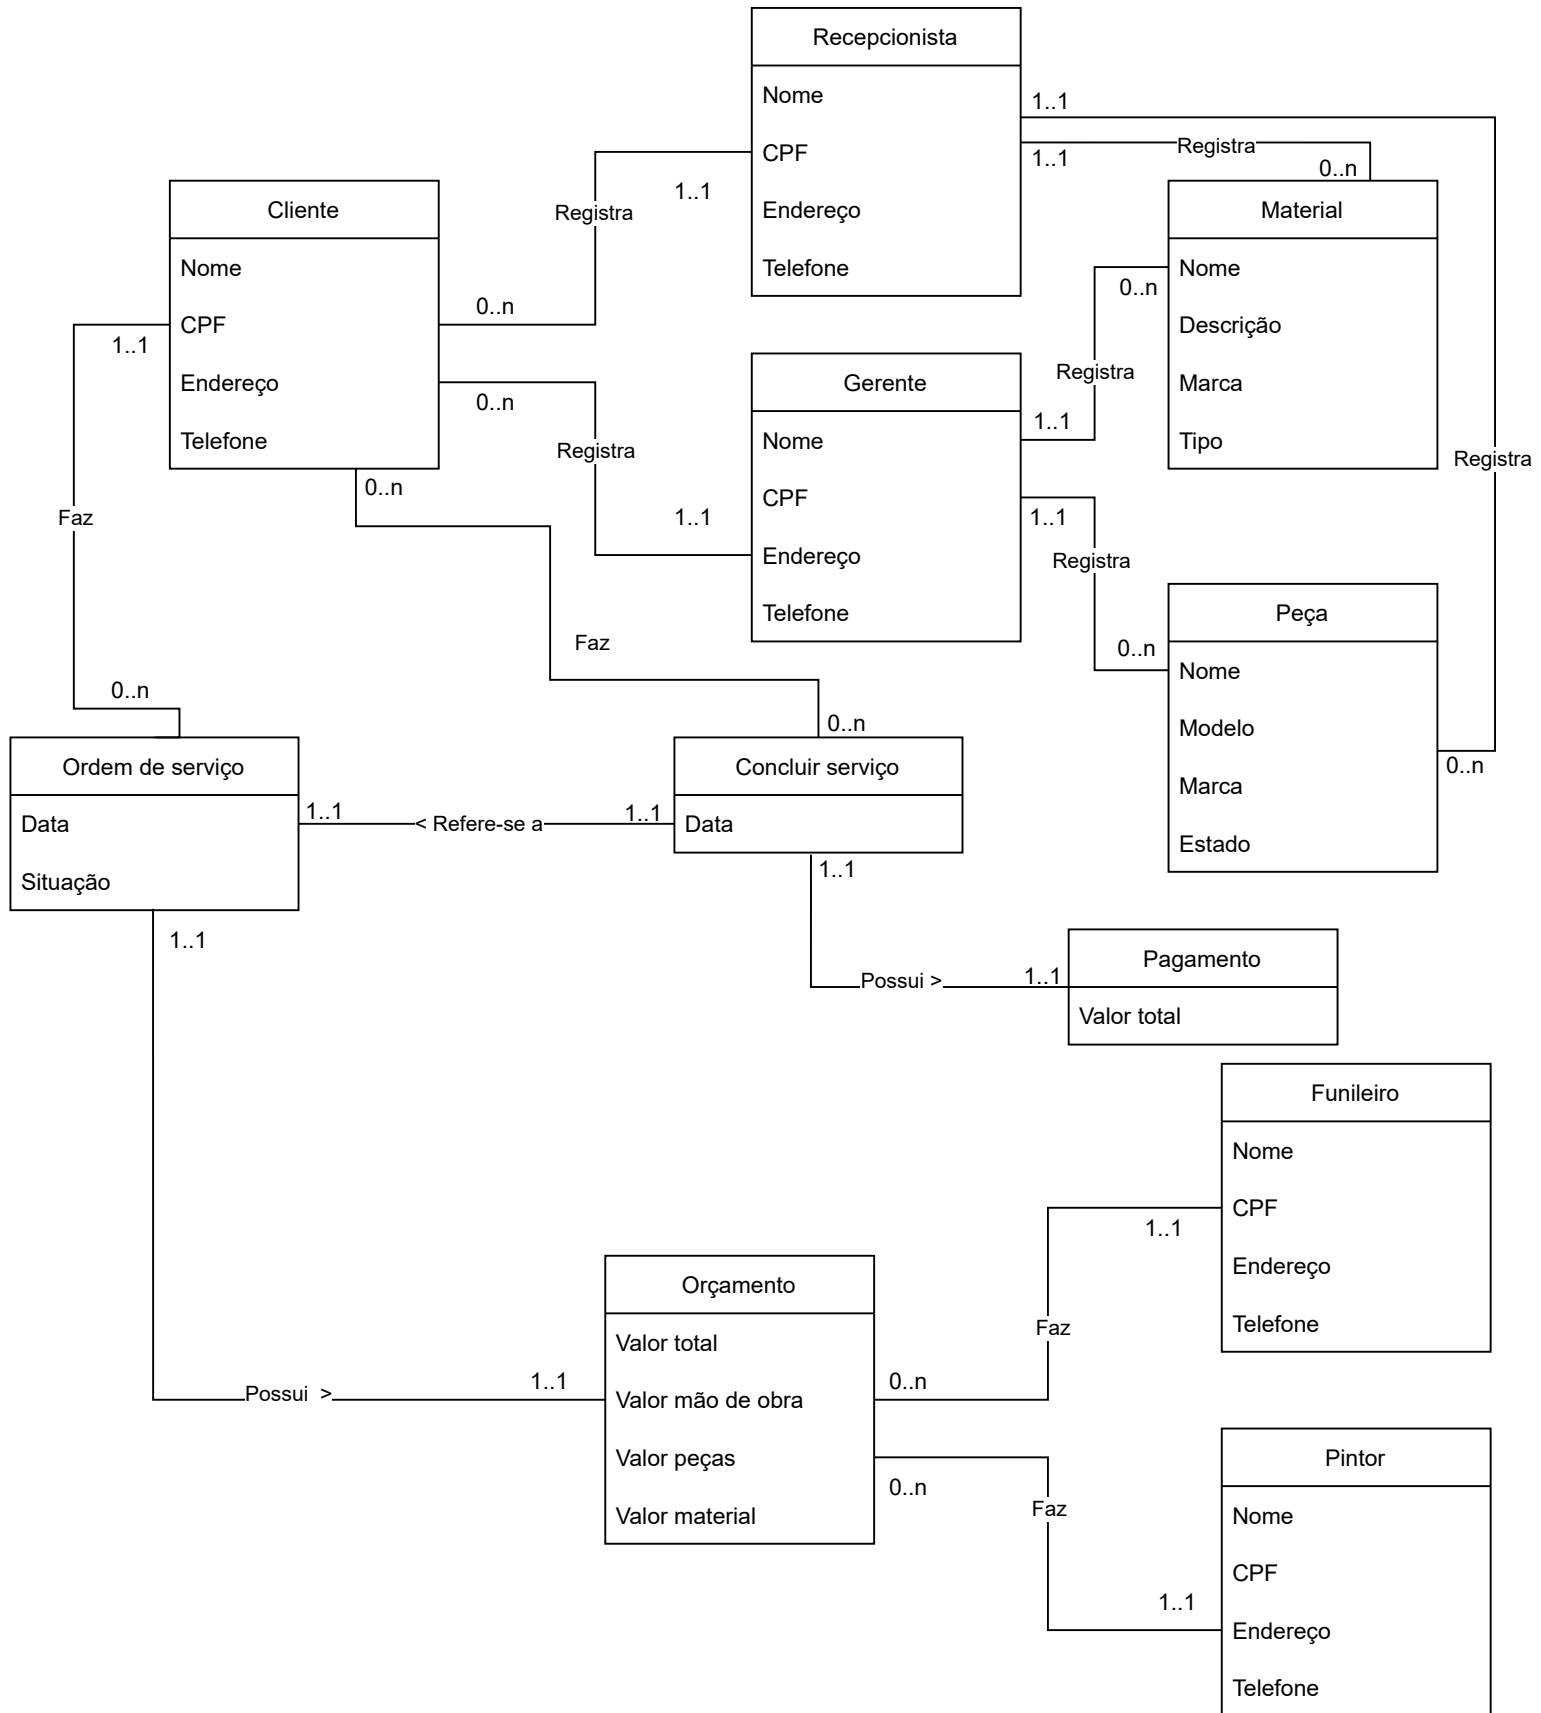 Recepcionista
Nome
CPF
Endereço
Telefone
1..1
1..1
Registra
0..n
Material
Nome
Descrição
Marca
Tipo
Cliente
Nome
CPF
Endereço
Telefone
Registra
1..1
0..n
0..n
Registra
1..1
Gerente
Nome
CPF
Endereço
Telefone
0..n
Registra
1..1
1..1
Registra
0..n
Registra
0..n
Peça
Nome
Modelo
Marca
Estado
1..1
Faz
0..n
0..n
Faz
0..n
Ordem de serviço
Data
Situação
1..1
< Refere-se a
1..1
Concluir serviço
Data
1..1
Possui >
1..1
Pagamento
Valor total
1..1
Possui  >
1..1
Orçamento
Valor total
Valor mão de obra
Valor peças
Valor material
0..n
Faz
1..1
Funileiro
Nome
CPF
Endereço
Telefone
0..n
Faz
1..1
Pintor
Nome
CPF
Endereço
Telefone